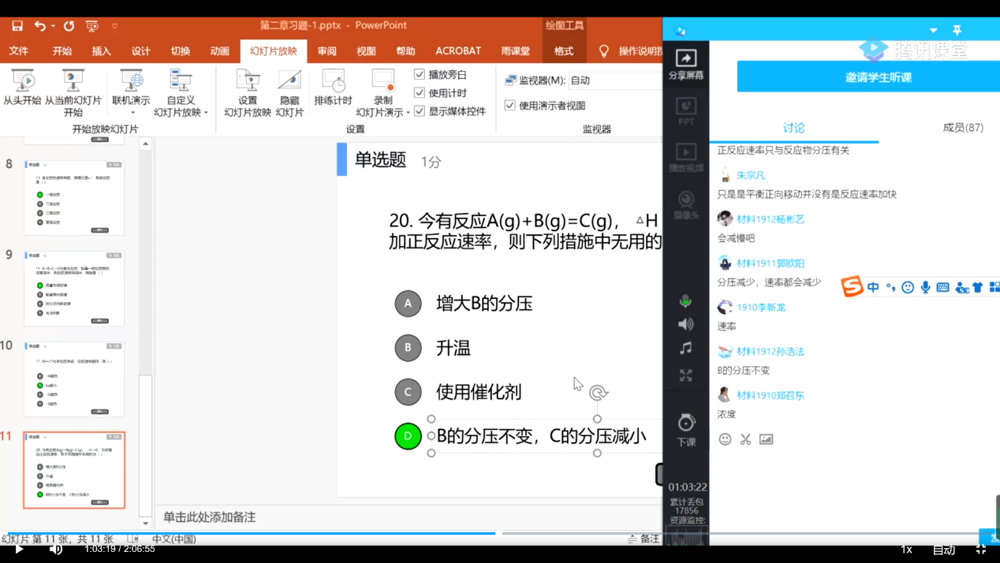 第二章习题-1.pptx - PowerPoint
绘图工具
文件 开始 插入 设计 切换 动画 幻灯片放映 审阅 视图 帮助 ACROBAT 雨课堂 格式 操作说明搜
从头开始 从当前幻灯片开始 联机演示 自定义幻灯片放映
开始放映幻灯片
设置幻灯片放映 隐藏幻灯片 排练计时 录制幻灯片演示
播放旁白
使用计时
显示媒体控件
设置
监视器(M): 自动
使用演示者视图
监视器
8
9
10
11
单选题 1分
20. 今有反应A(g)+B(g)=C(g)， △H
加正反应速率，则下列措施中无用的
A 增大B的分压
B 升温
C 使用催化剂
D B的分压不变，C的分压减小
单击此处添加备注
幻灯片 第 11 张，共 11 张 中文(中国)
备注
分享屏幕
PPT
播放视频
摄像头
下课
01:03:22
累计丢包
17856
资源监控:
腾讯课堂
邀请学生听课
讨论 成员(87)
正反应速率只与反应物分压有关
朱宗凡
只是是平衡正向移动并没有是反应速率加快
材料1912杨彬艺
会减慢吧
材料1911郭欧阳
分压减少，速率都会减少
1910李新龙
速率
材料1912孙浩法
B的分压不变
材料1910郑召东
浓度
中
发
1:03:19 / 2:06:55
1x 自动